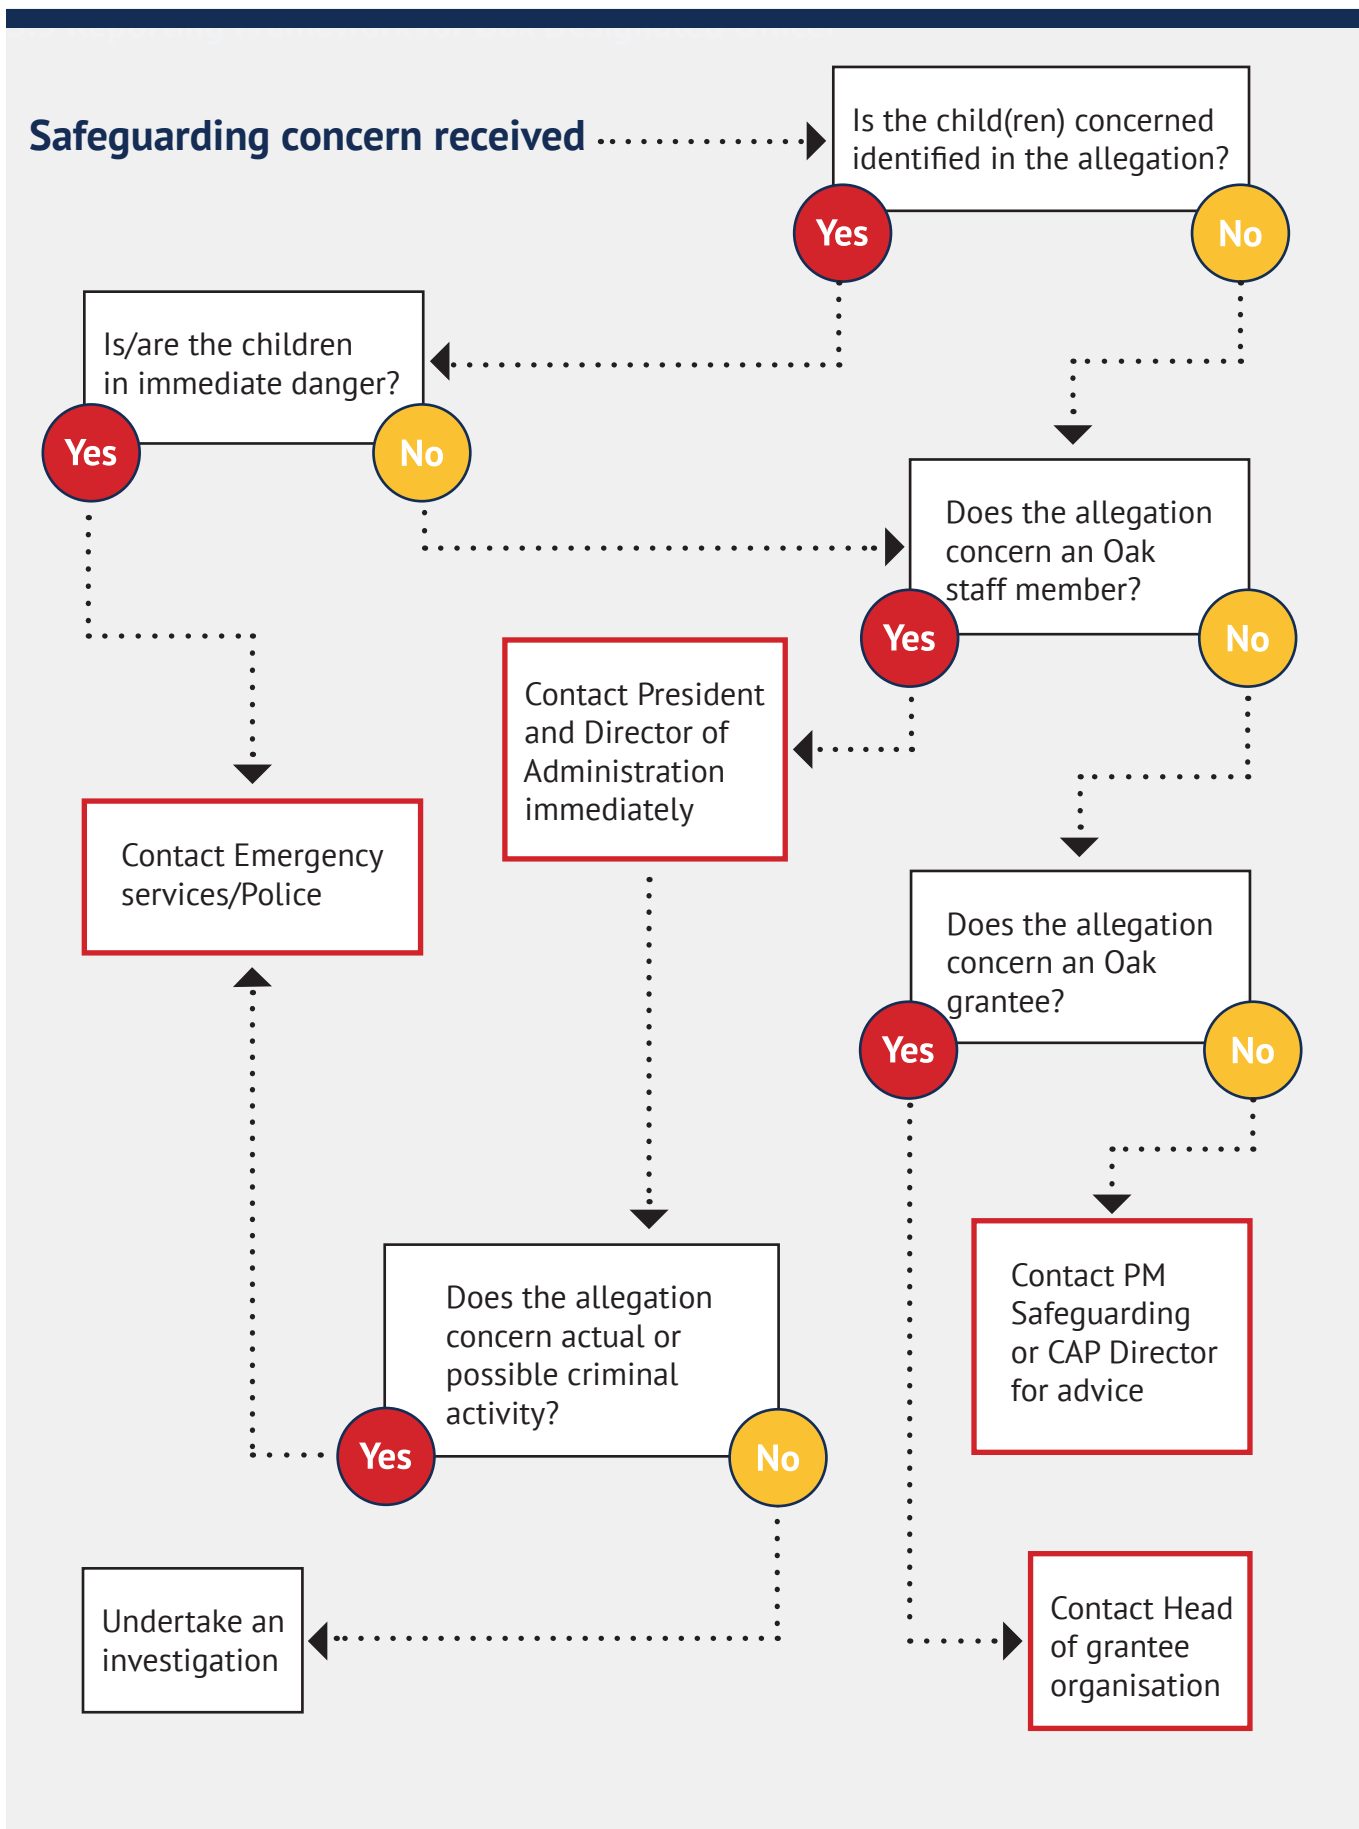 Safeguarding concern received
Is the child(ren) concerned
identified in the allegation?
Yes
No
Is/are the children
in immediate danger?
Yes
No
Does the allegation
concern an Oak
staff member?
Yes
No
Contact President
and Director of
Administration
immediately
Contact Emergency
services/Police
Does the allegation
concern an Oak
grantee?
Yes
No
Contact PM
Safeguarding
or CAP Director
for advice
Does the allegation
concern actual or
possible criminal
activity?
Yes
No
Undertake an
investigation
Contact Head
of grantee
organisation